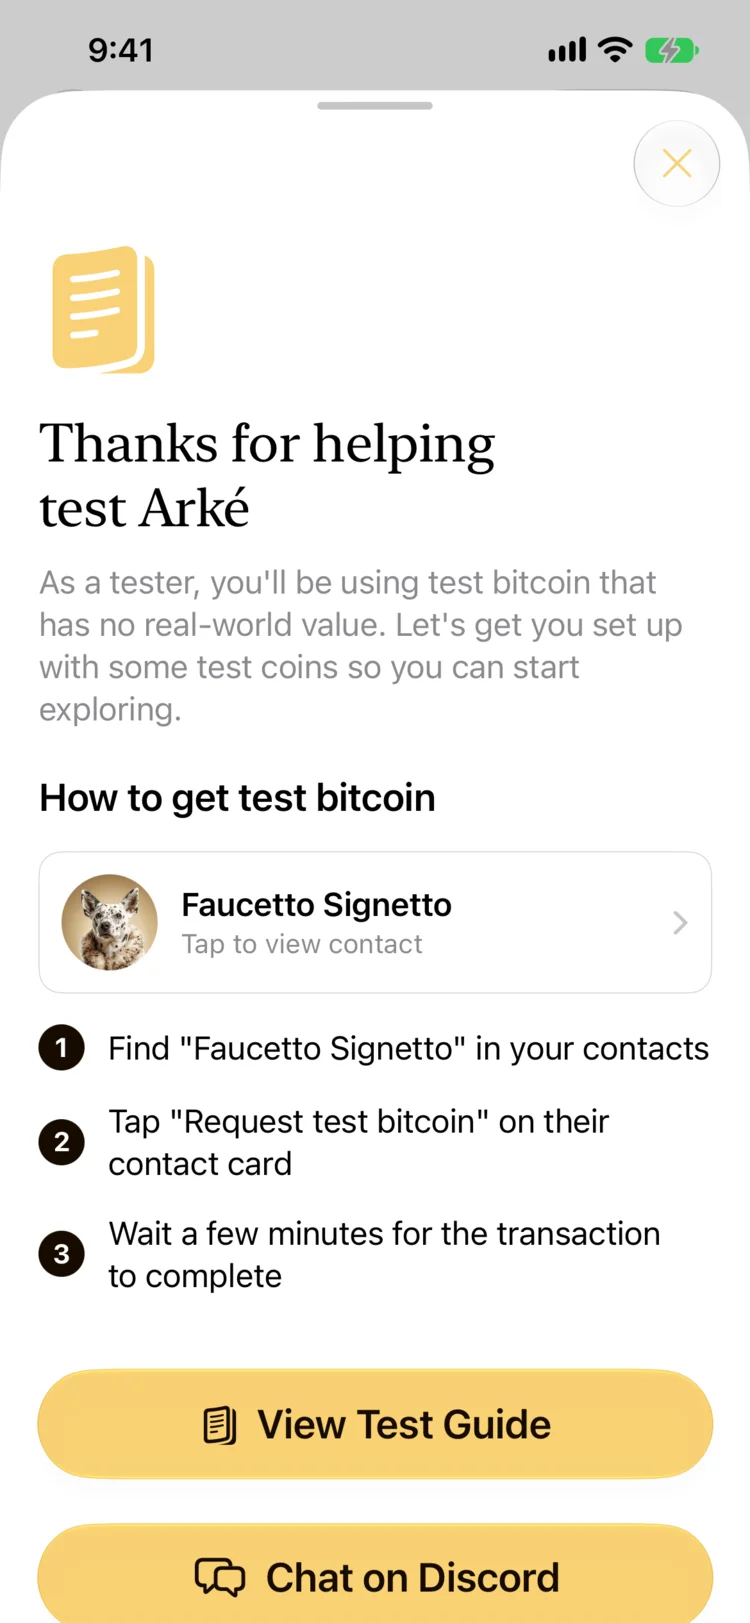 9:41
Thanks for helping
test Arké
As a tester, you'll be using test bitcoin that
has no real-world value. Let's get you set up
with some test coins so you can start
exploring.
How to get test bitcoin
Faucetto Signetto
Tap to view contact
1 Find "Faucetto Signetto" in your contacts
2 Tap "Request test bitcoin" on their
contact card
3 Wait a few minutes for the transaction
to complete
View Test Guide
Chat on Discord